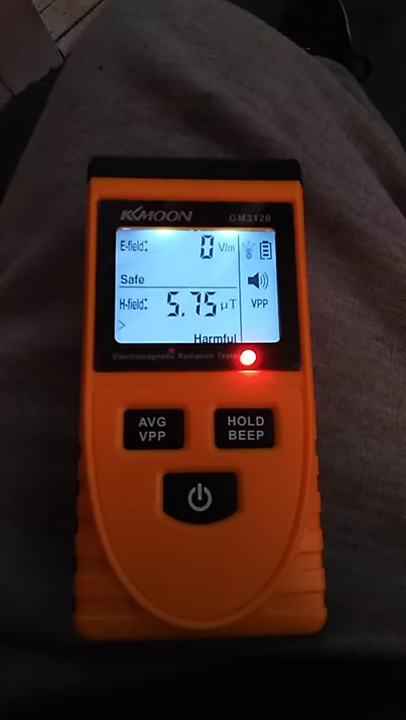 KKMOON
GM3120
E-field: 0 V/m
Safe
H-field: 5.75 μT
>
Harmful
VPP
Electromagnetic Radiation Tester
AVG
VPP
HOLD
BEEP